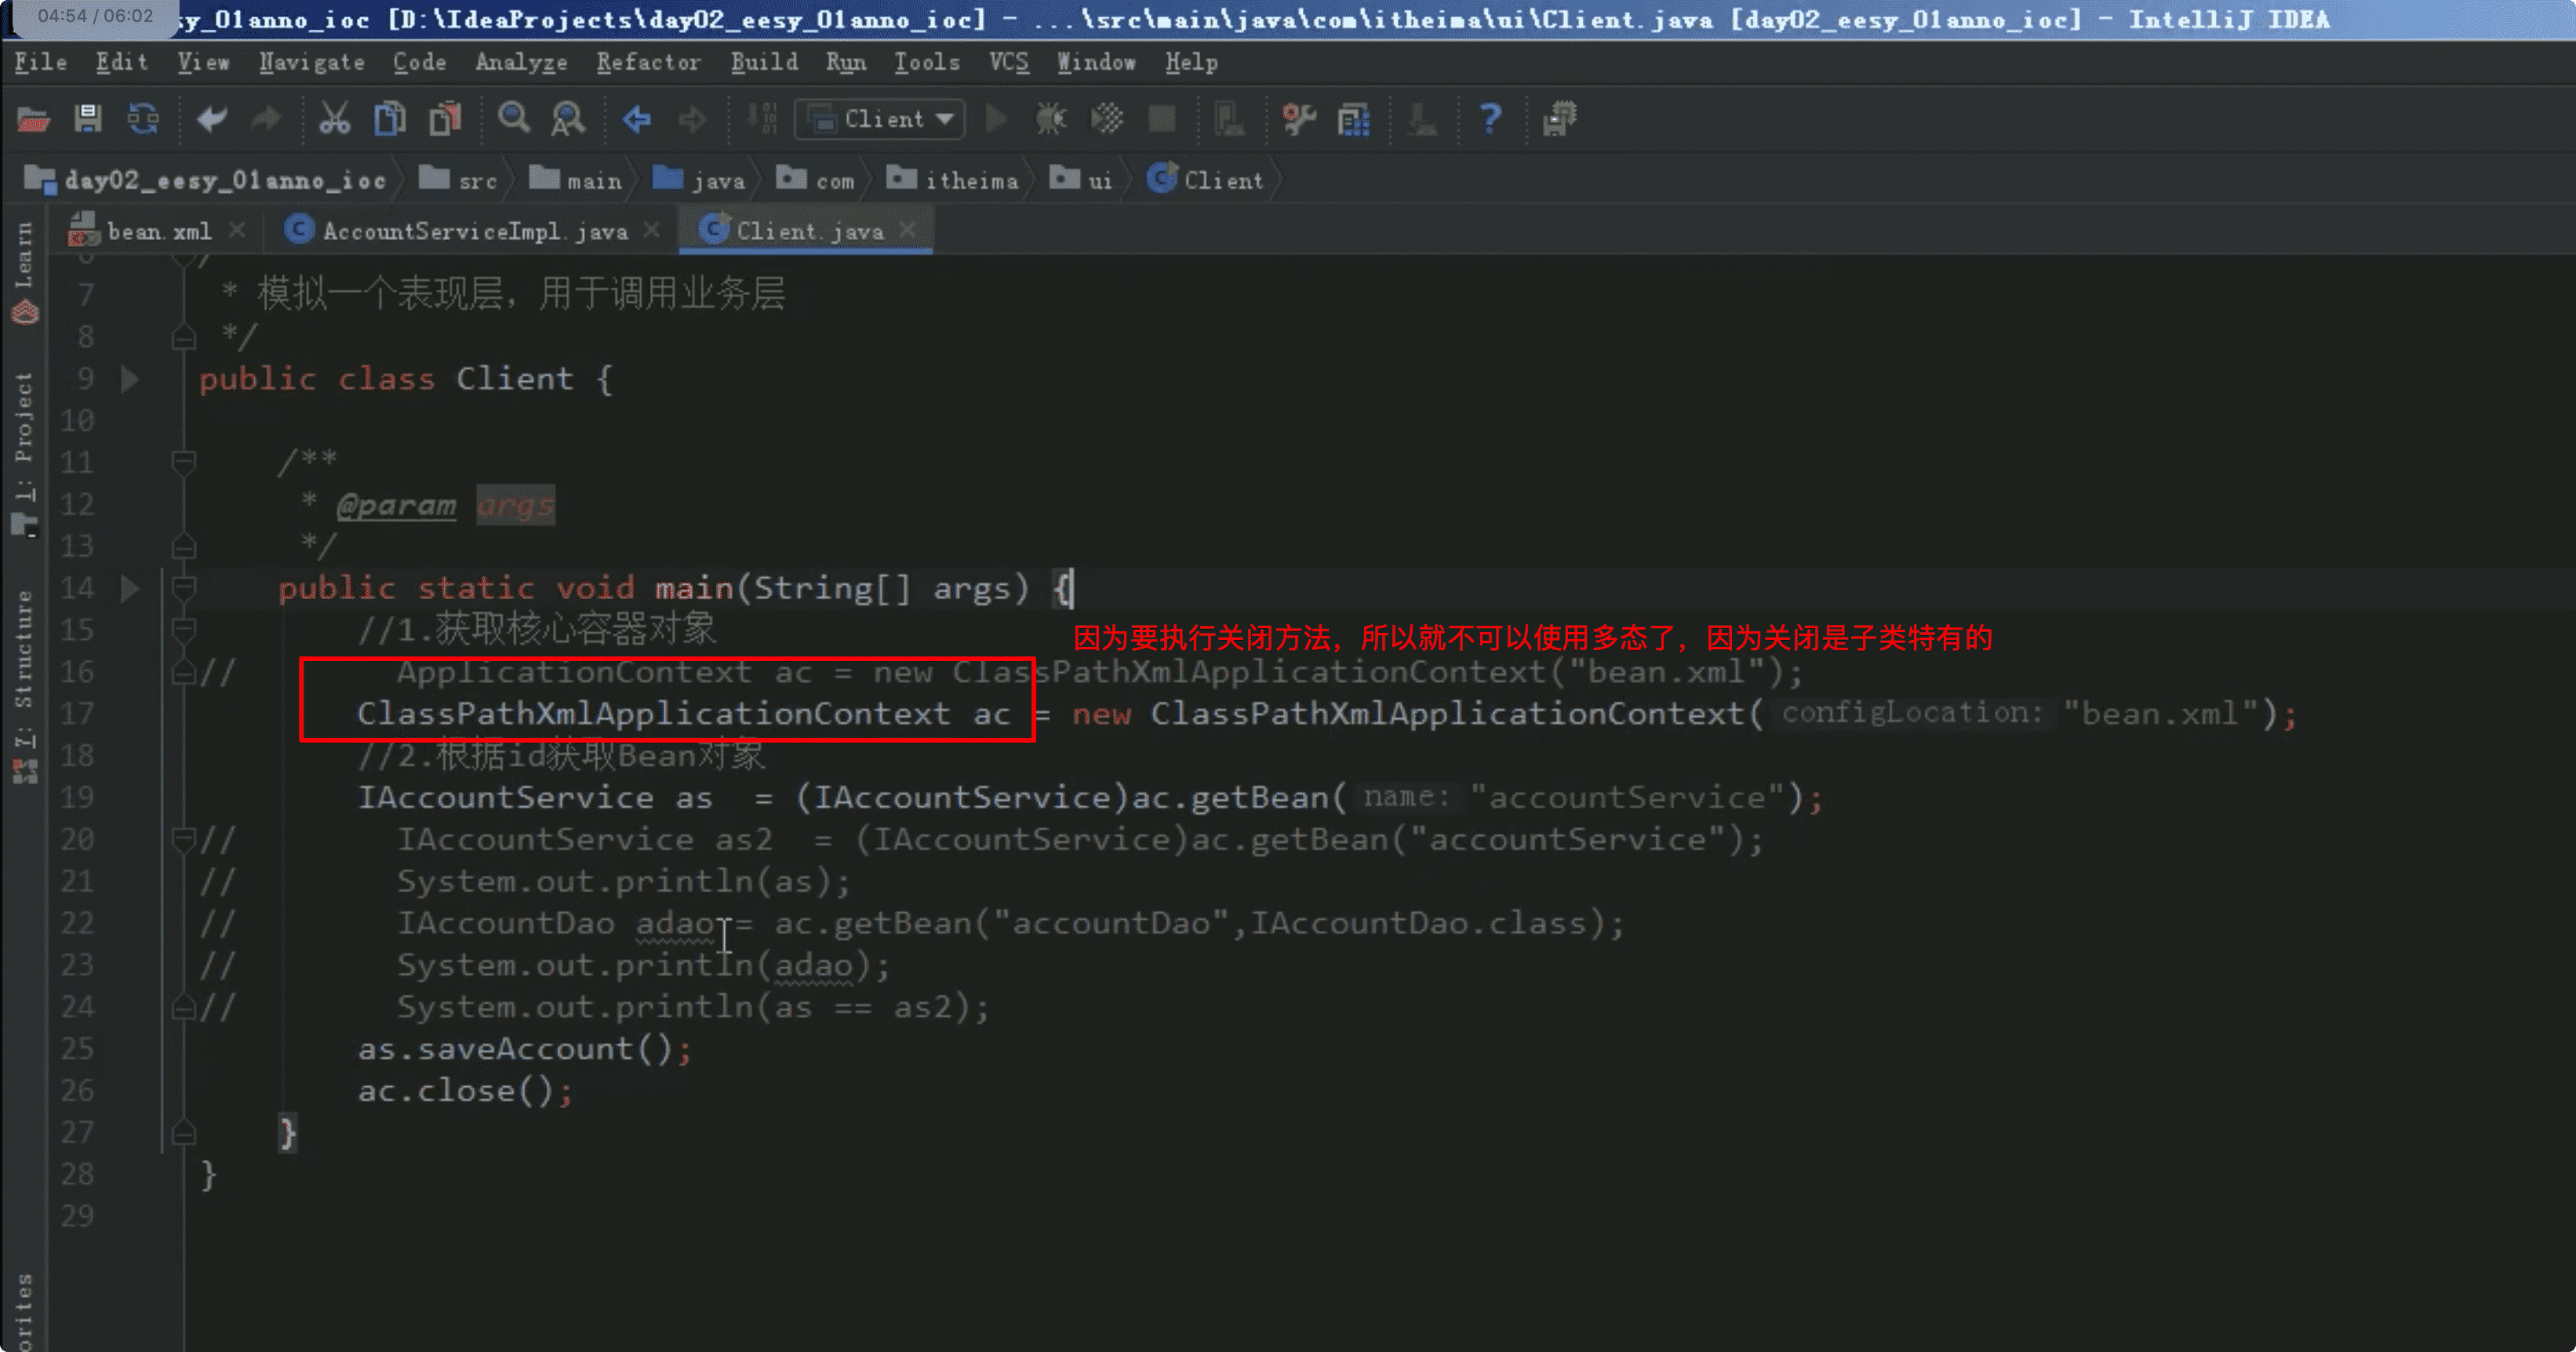 04:54 / 06:02
sy_01anno_ioc [D:\IdeaProjects\day02_eesy_01anno_ioc] - ...\src\main\java\com\itheima\ui\Client.java [day02_eesy_01anno_ioc] - IntelliJ IDEA
File Edit View Navigate Code Analyze Refactor Build Run Tools VCS Window Help
Client
day02_eesy_01anno_ioc src main java com itheima ui Client
bean.xml AccountServiceImpl.java Client.java
Learn
1: Project
7: Structure
orites
7 * 模拟一个表现层，用于调用业务层
8 */
9 public class Client {
10
11 /**
12 * @param args
13 */
14 public static void main(String[] args) {
15 //1.获取核心容器对象
因为要执行关闭方法，所以就不可以使用多态了，因为关闭是子类特有的
16 // ApplicationContext ac = new ClassPathXmlApplicationContext("bean.xml");
17 ClassPathXmlApplicationContext ac = new ClassPathXmlApplicationContext( configLocation: "bean.xml");
18 //2.根据id获取Bean对象
19 IAccountService as = (IAccountService)ac.getBean( name: "accountService");
20 // IAccountService as2 = (IAccountService)ac.getBean("accountService");
21 // System.out.println(as);
22 // IAccountDao adao = ac.getBean("accountDao",IAccountDao.class);
23 // System.out.println(adao);
24 // System.out.println(as == as2);
25 as.saveAccount();
26 ac.close();
27 }
28 }
29